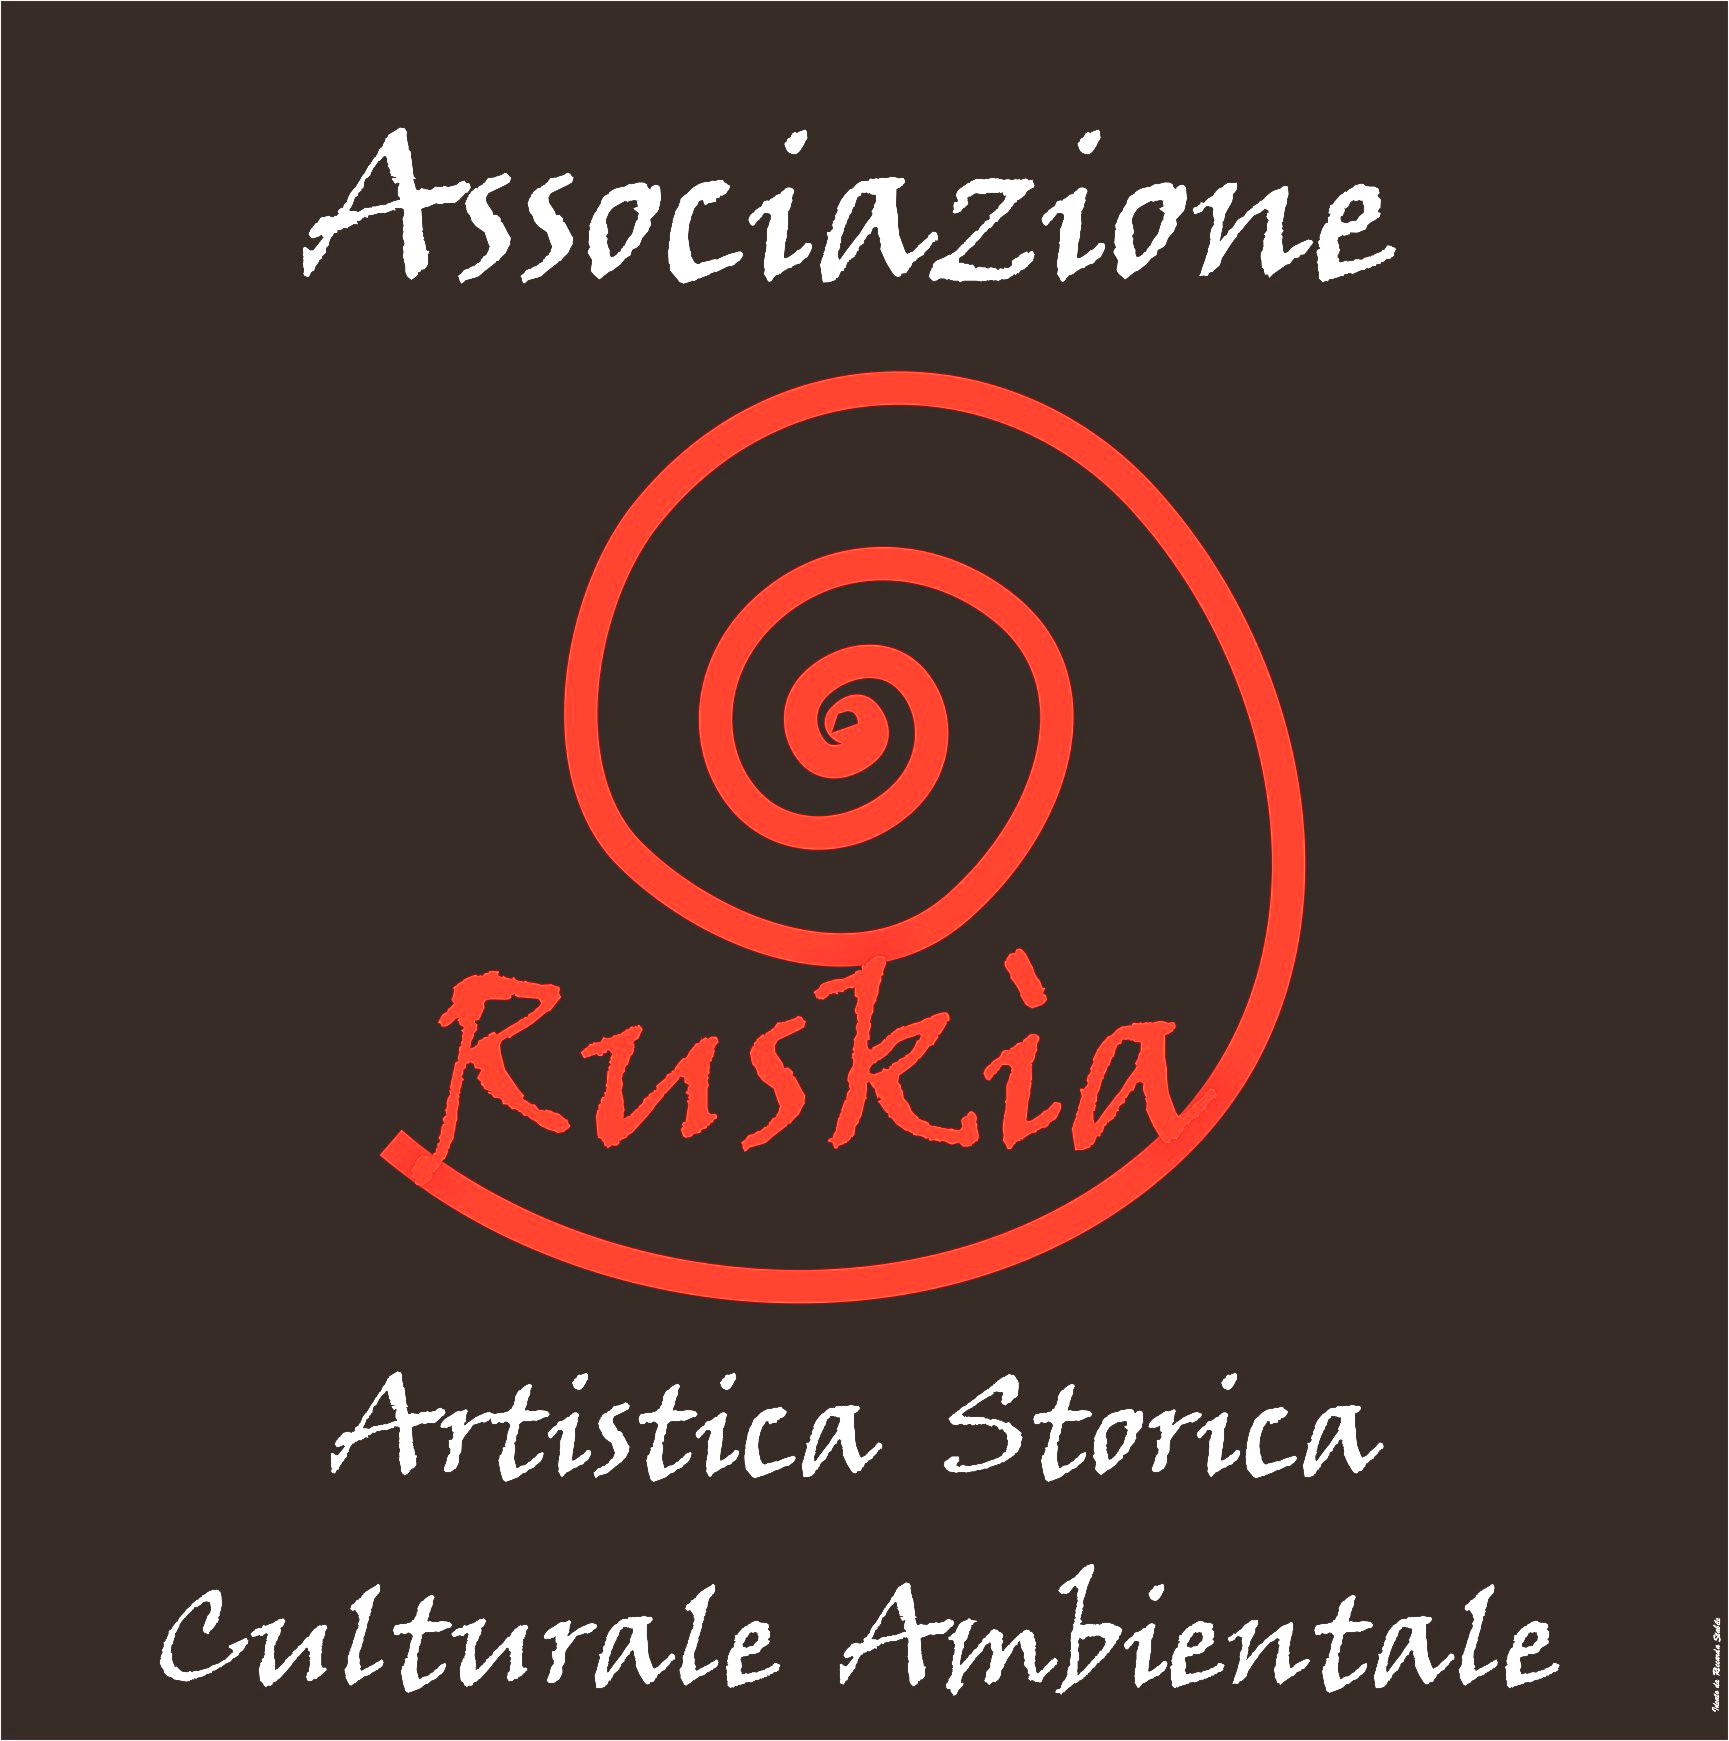 Associazione
Ruskìa
Artistica Storica
Culturale Ambientale